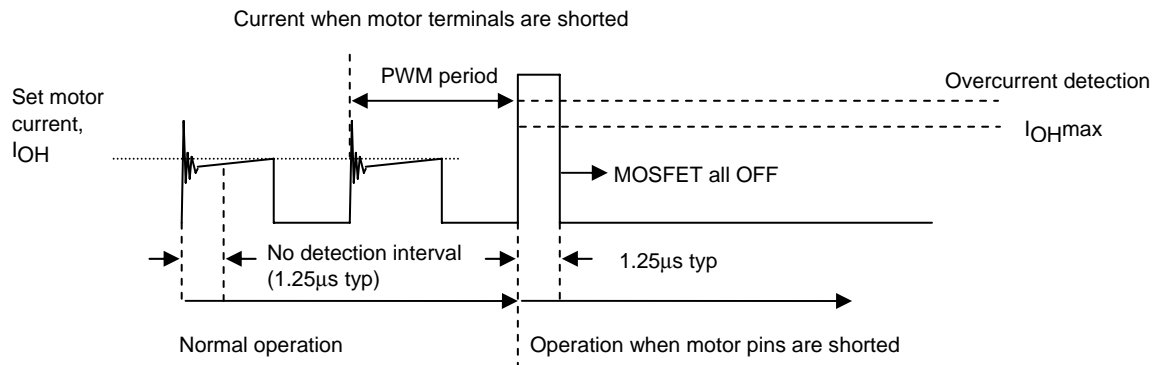 Current when motor terminals are shorted
PWM period
Overcurrent detection
Set motor
current,
IOH
IOHmax
MOSFET all OFF
No detection interval
(1.25µs typ)
1.25µs typ
Normal operation
Operation when motor pins are shorted